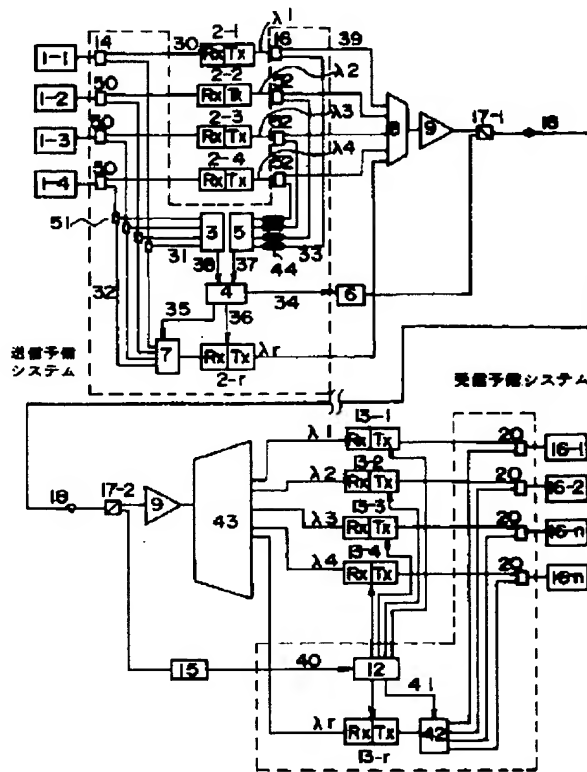 2-1 λ1
14 30 Rx Tx 16 39
1-1
2-2
1-2 50 Rx Tx 52 λ2
2-3 λ3
1-3 50 Rx Tx 52 8 9 17-1 18
2-4 λ4
1-4 50 Rx Tx 52
51 3 5
31 38 37 33
32 44
4 34 6
35 36
送信予備
システム
7 Rx Tx λr
2-r
受信予備システム
13-1
λ1 Rx Tx 20 16-1
13-2
18 17-2 9 λ2 Rx Tx 20 16-2
13-3
43 λ3 Rx Tx 20 16-n
13-4
λ4 Rx Tx 20 16-n
15 40 12
41
λr Rx Tx 42
13-r